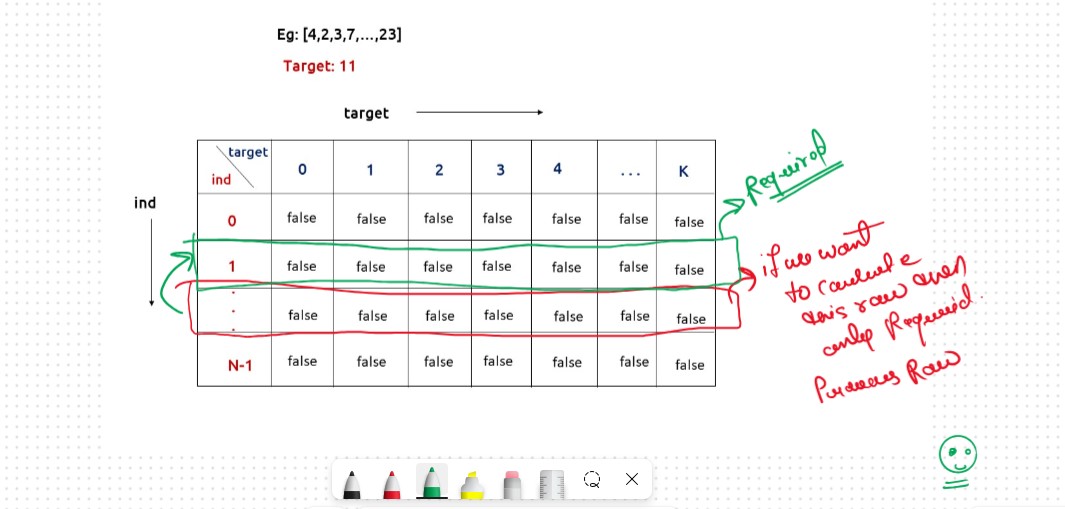 Eg: [4,2,3,7,...,23]
Target: 11
target
target
ind
0 1 2 3 4 ... K
ind
0 false false false false false false false
1 false false false false false false false
: false false false false false false false
N-1 false false false false false false false
Required
if we want
to calculate
this row then
only Required
Previous Row